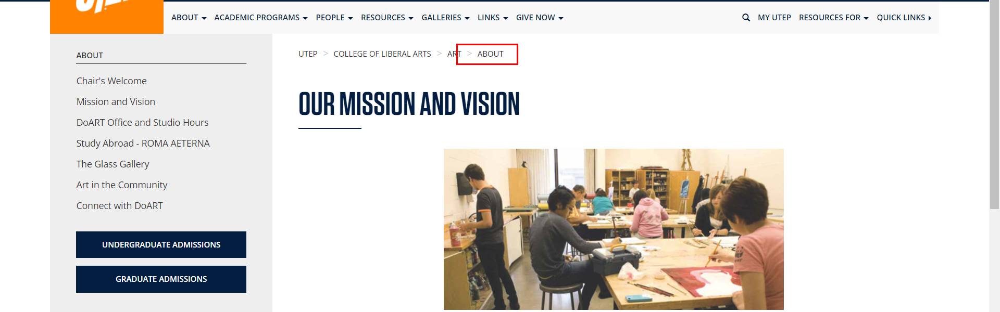 ABOUT ACADEMIC PROGRAMS PEOPLE RESOURCES GALLERIES LINKS GIVE NOW MY UTEP RESOURCES FOR QUICK LINKS
ABOUT
Chair's Welcome
Mission and Vision
DoART Office and Studio Hours
Study Abroad - ROMA AETERNA
The Glass Gallery
Art in the Community
Connect with DoART
UNDERGRADUATE ADMISSIONS
GRADUATE ADMISSIONS
UTEP > COLLEGE OF LIBERAL ARTS > ART > ABOUT
OUR MISSION AND VISION